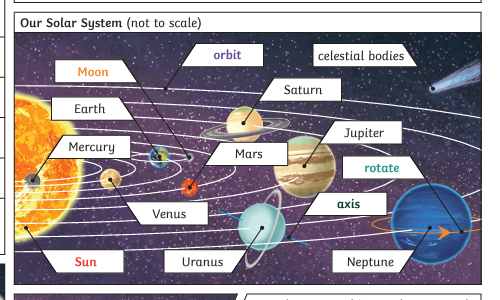 Our Solar System (not to scale)
orbit
celestial bodies
Moon
Saturn
Earth
Jupiter
Mercury
Mars
rotate
axis
Venus
Sun
Uranus
Neptune